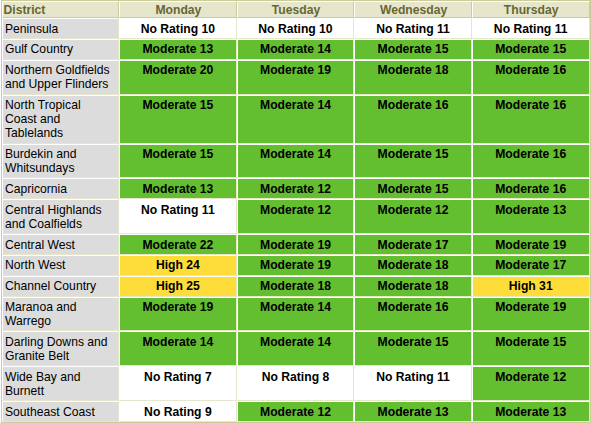 District Monday Tuesday Wednesday Thursday
Peninsula No Rating 10 No Rating 10 No Rating 11 No Rating 11
Gulf Country Moderate 13 Moderate 14 Moderate 15 Moderate 15
Northern Goldfields Moderate 20 Moderate 19 Moderate 18 Moderate 16
and Upper Flinders
North Tropical Moderate 15 Moderate 14 Moderate 16 Moderate 16
Coast and
Tablelands
Burdekin and Moderate 15 Moderate 14 Moderate 15 Moderate 16
Whitsundays
Capricornia Moderate 13 Moderate 12 Moderate 15 Moderate 16
Central Highlands No Rating 11 Moderate 12 Moderate 12 Moderate 13
and Coalfields
Central West Moderate 22 Moderate 19 Moderate 17 Moderate 19
North West High 24 Moderate 19 Moderate 18 Moderate 17
Channel Country High 25 Moderate 18 Moderate 18 High 31
Maranoa and Moderate 19 Moderate 14 Moderate 16 Moderate 19
Warrego
Darling Downs and Moderate 14 Moderate 14 Moderate 15 Moderate 15
Granite Belt
Wide Bay and No Rating 7 No Rating 8 No Rating 11 Moderate 12
Burnett
Southeast Coast No Rating 9 Moderate 12 Moderate 13 Moderate 13